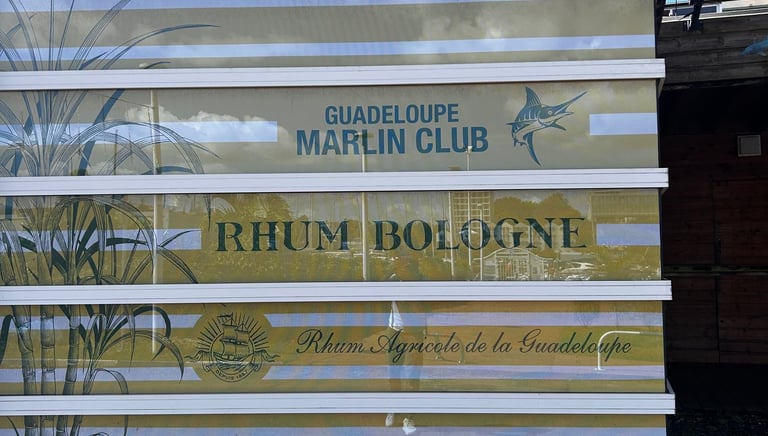 GUADELOUPE
MARLIN CLUB
RHUM BOLOGNE
Rhum Agricole de la Guadeloupe